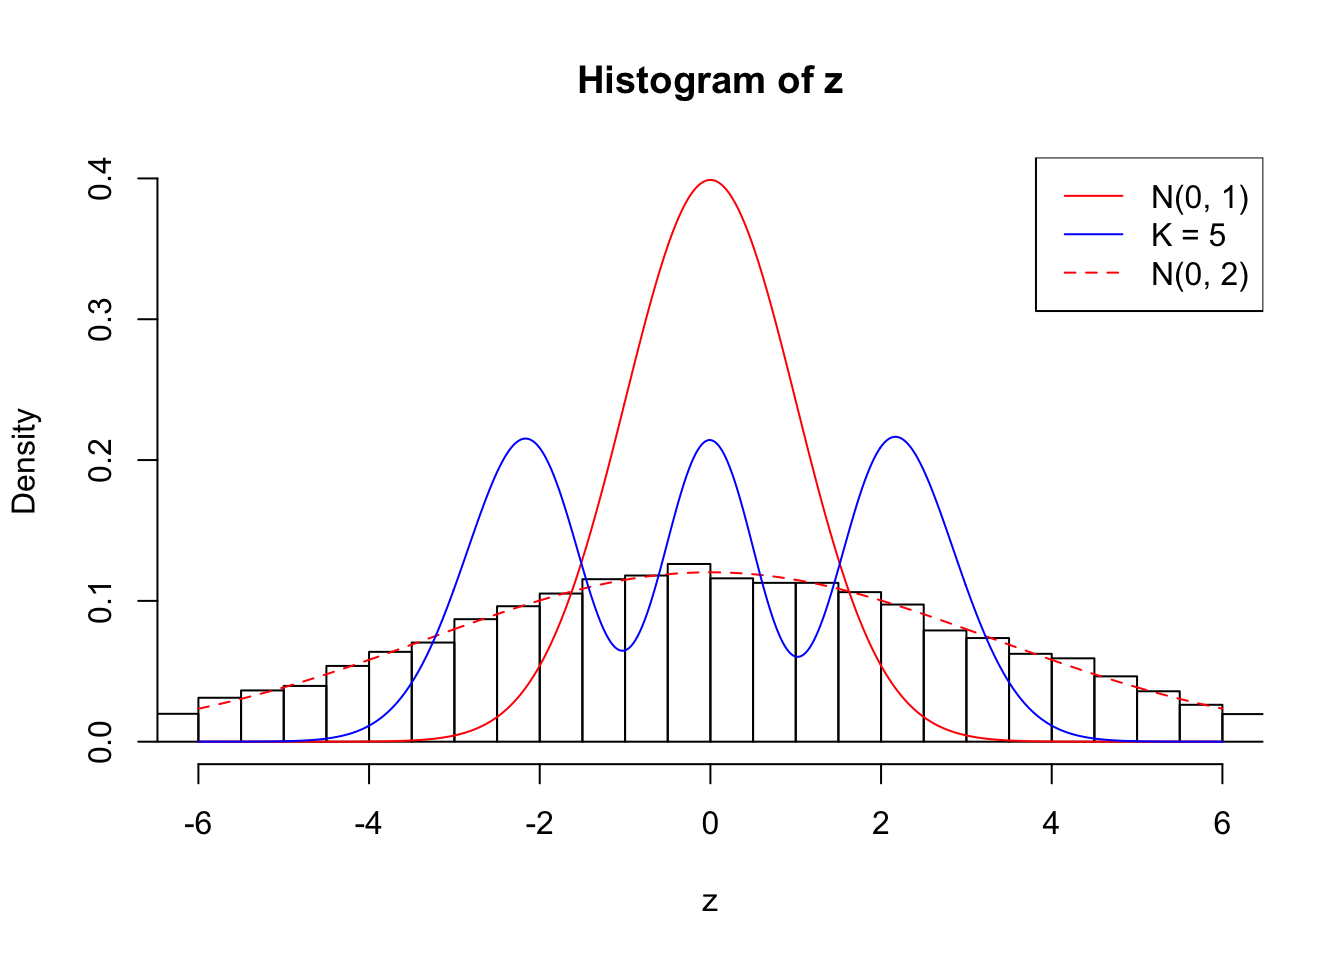 Histogram of z
N(0, 1)
K = 5
N(0, 2)
Density
0.0
0.1
0.2
0.3
0.4
-6
-4
-2
0
2
4
6
z